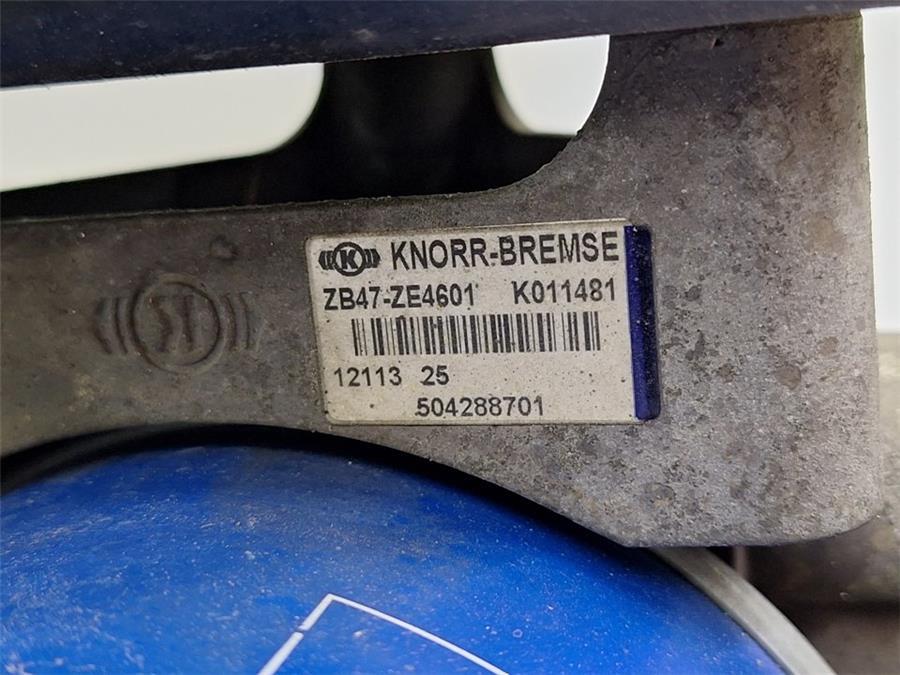 K KNORR-BREMSE
ZB47-ZE4601 K011481
12113 25
504288701